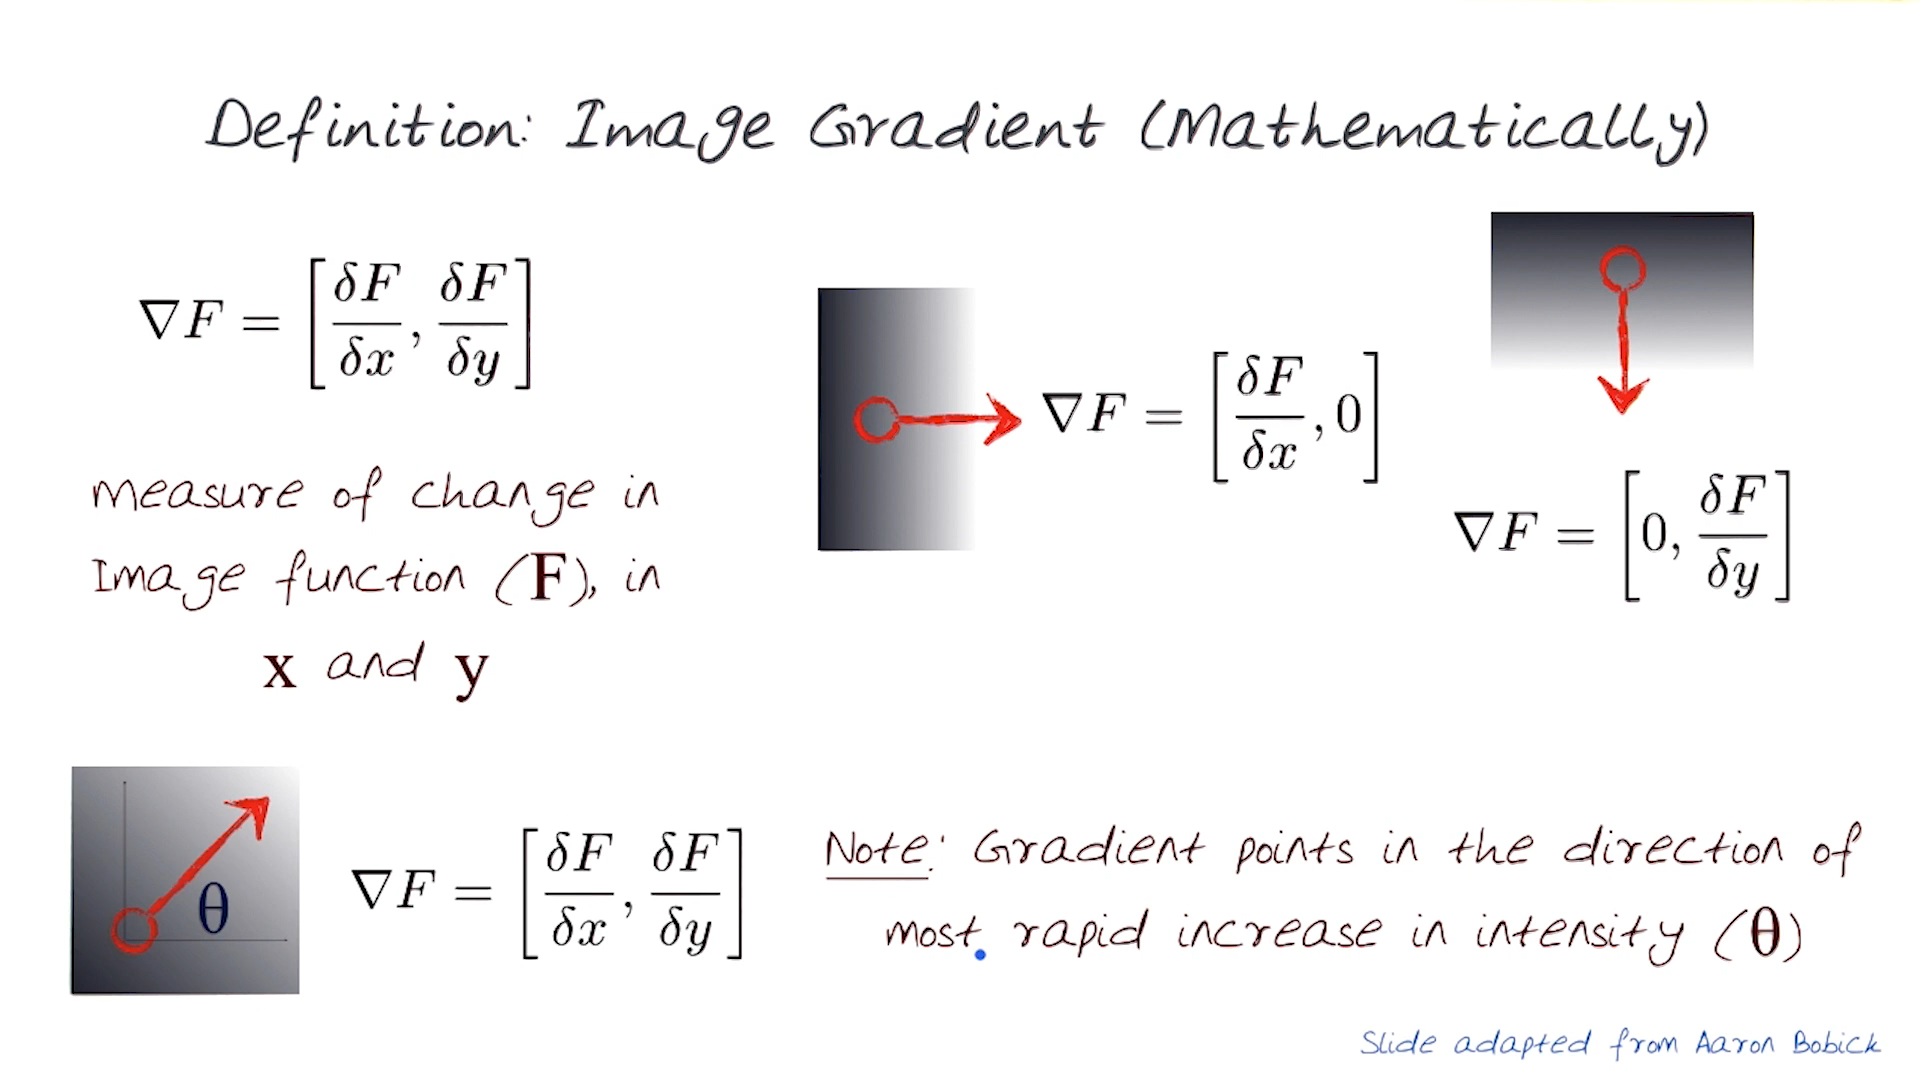 Definition: Image Gradient (Mathematically)
∇F = [δF/δx, δF/δy]
measure of change in
Image function (F), in
x and y
∇F = [δF/δx, 0]
∇F = [0, δF/δy]
θ
∇F = [δF/δx, δF/δy]
Note: Gradient points in the direction of
most rapid increase in intensity (θ)
Slide adapted from Aaron Bobick